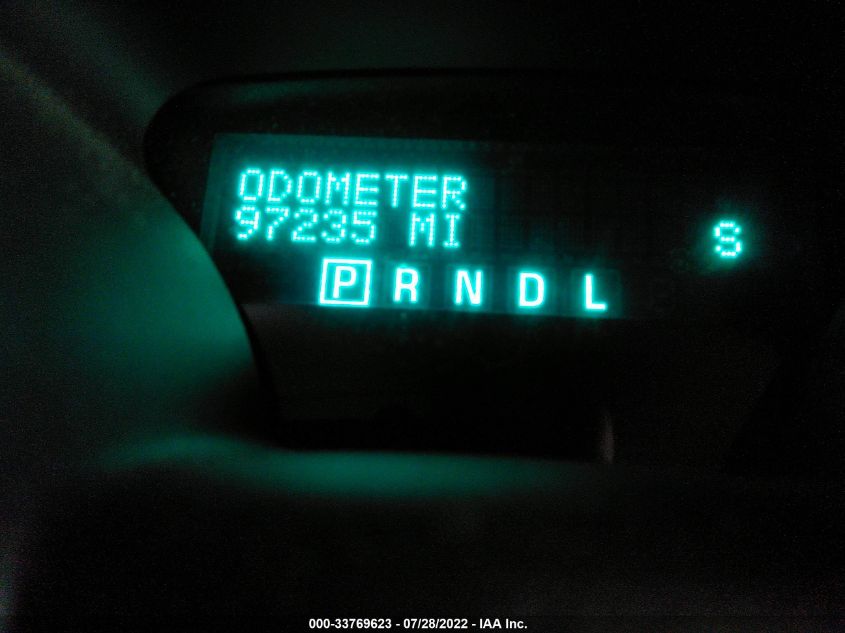 ODOMETER
97235 MI
S
P R N D L
000-33769623 - 07/28/2022 - IAA Inc.